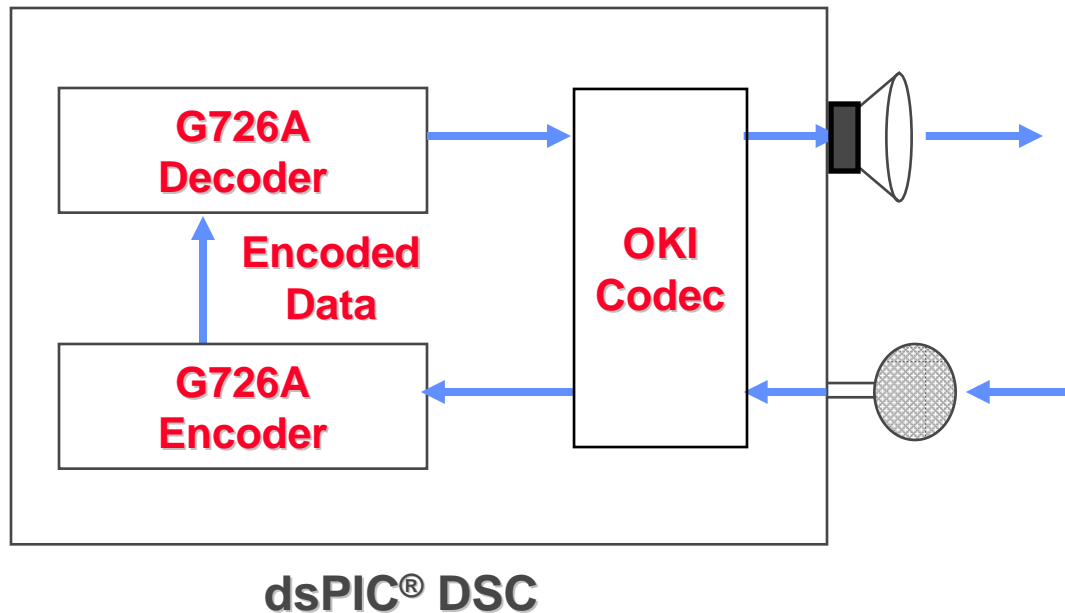 G726A
Decoder
Encoded
Data
OKI
Codec
G726A
Encoder
dsPIC® DSC